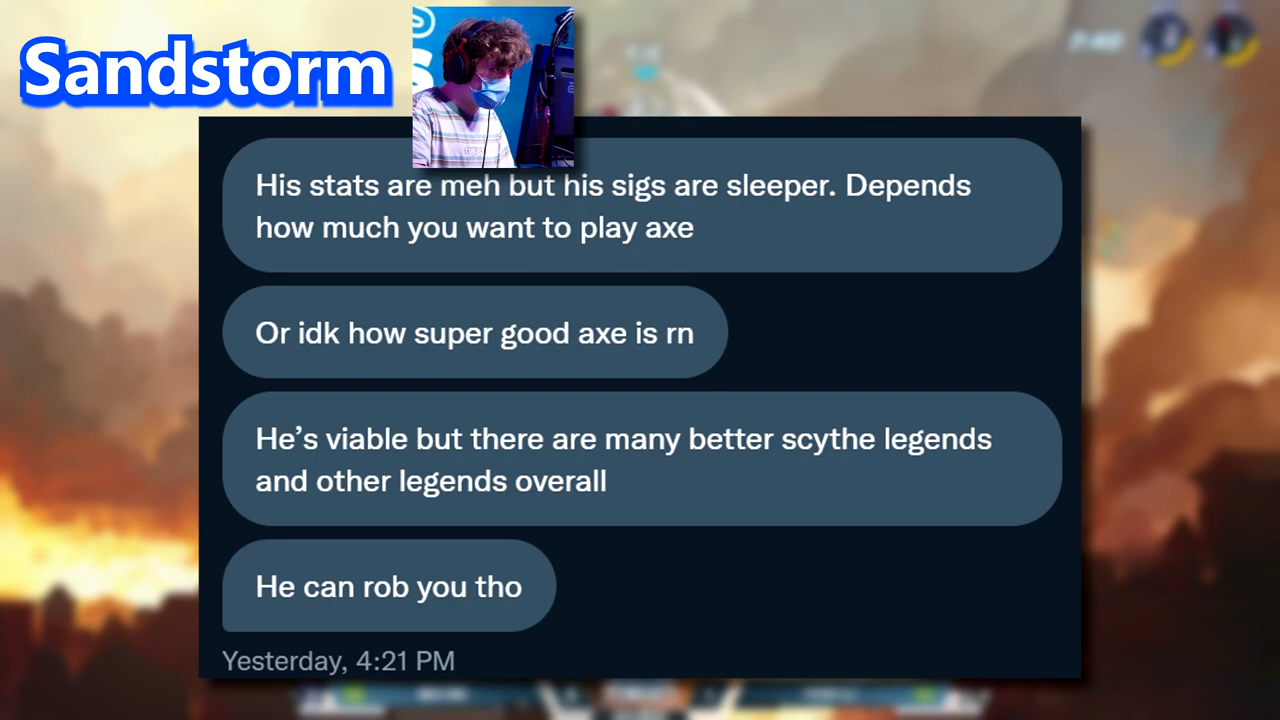 Sandstorm
His stats are meh but his sigs are sleeper. Depends
how much you want to play axe
Or idk how super good axe is rn
He’s viable but there are many better scythe legends
and other legends overall
He can rob you tho
Yesterday, 4:21 PM